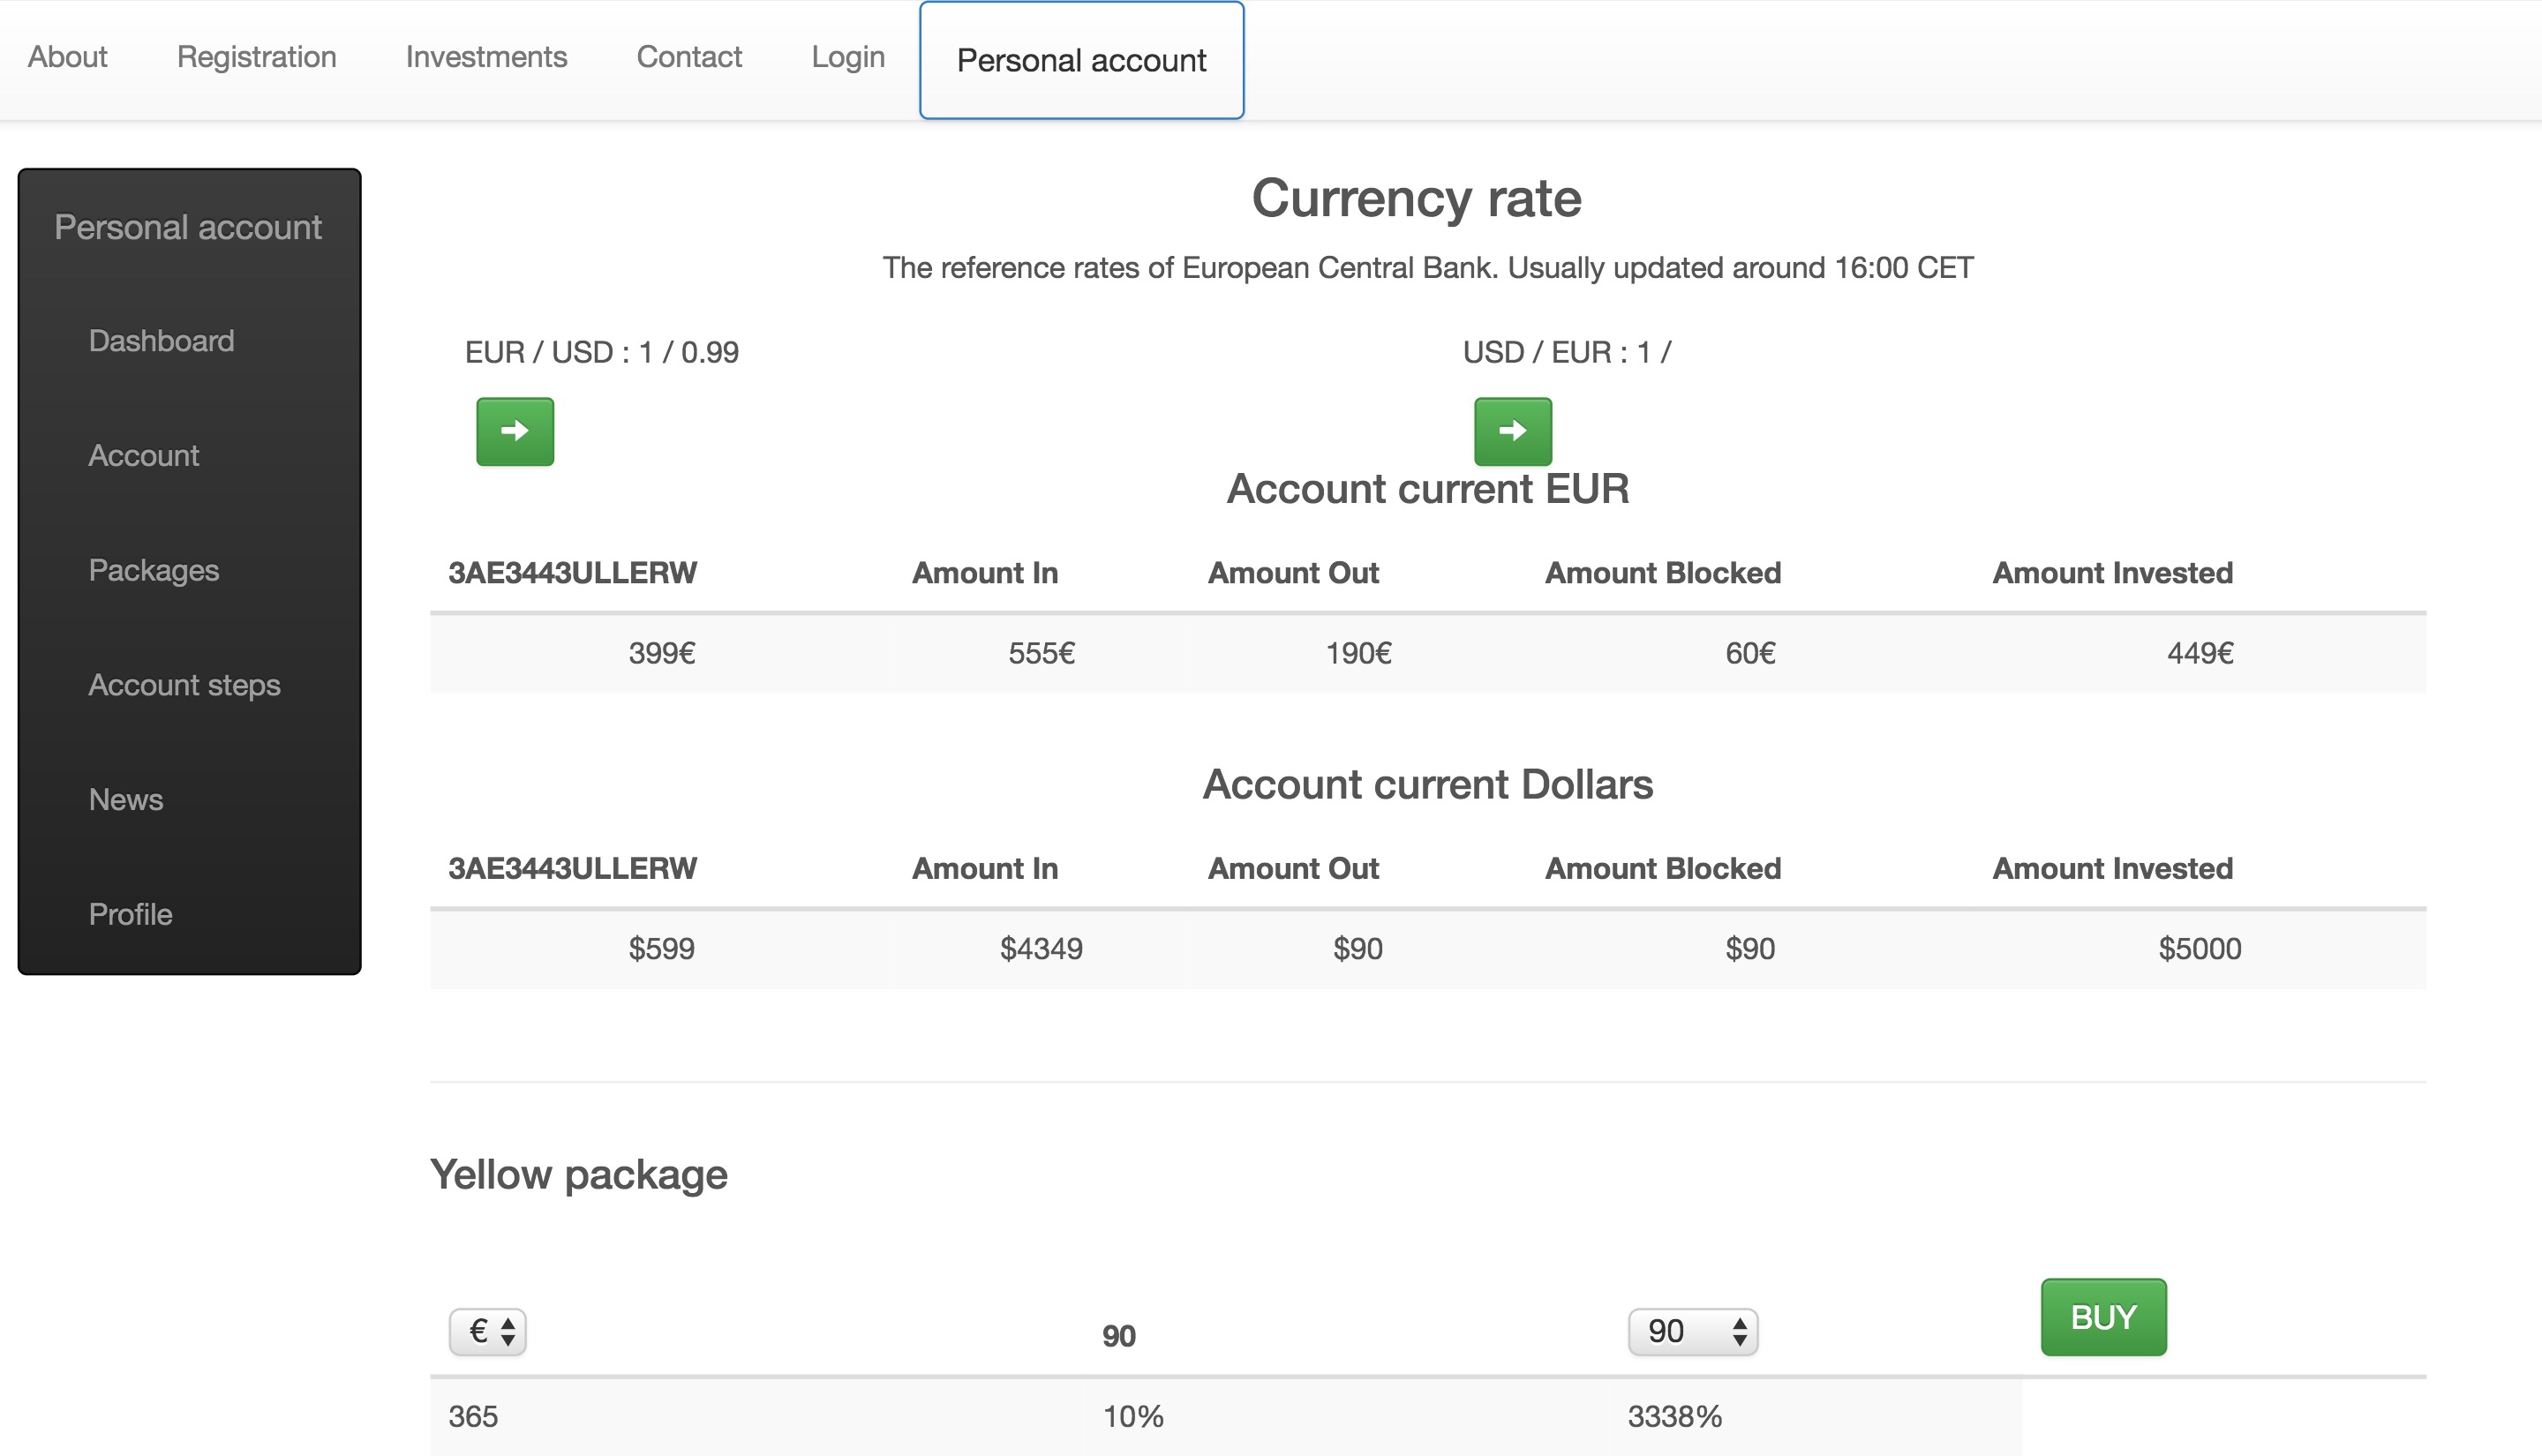 About Registration Investments Contact Login Personal account
Personal account
Dashboard
Account
Packages
Account steps
News
Profile
Currency rate
The reference rates of European Central Bank. Usually updated around 16:00 CET
EUR / USD : 1 / 0.99 USD / EUR : 1 /
Account current EUR
3AE3443ULLERW Amount In Amount Out Amount Blocked Amount Invested
399€ 555€ 190€ 60€ 449€
Account current Dollars
3AE3443ULLERW Amount In Amount Out Amount Blocked Amount Invested
$599 $4349 $90 $90 $5000
Yellow package
€ 90 90 BUY
365 10% 3338%